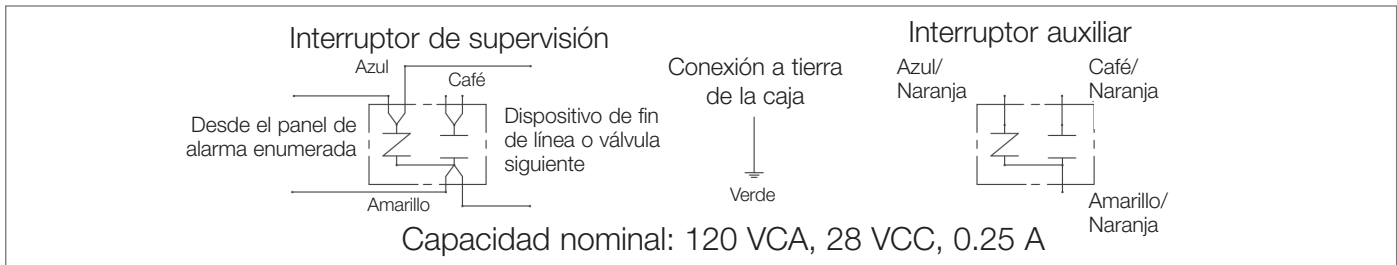 Interruptor de supervisión
Azul
Café
Desde el panel de
alarma enumerada
Dispositivo de fin
de línea o válvula
siguiente
Amarillo
Conexión a tierra
de la caja
Verde
Interruptor auxiliar
Azul/
Naranja
Café/
Naranja
Amarillo/
Naranja
Capacidad nominal: 120 VCA, 28 VCC, 0.25 A